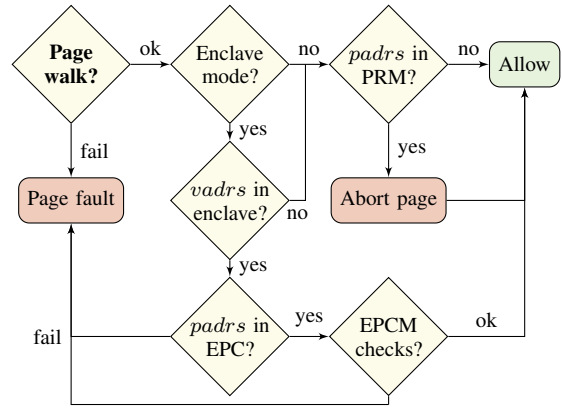 Page
walk?
ok
Enclave
mode?
no
padrs in
PRM?
no
Allow
fail
yes
yes
Page fault
vadrs in
enclave?
no
Abort page
yes
fail
padrs in
EPC?
yes
EPCM
checks?
ok